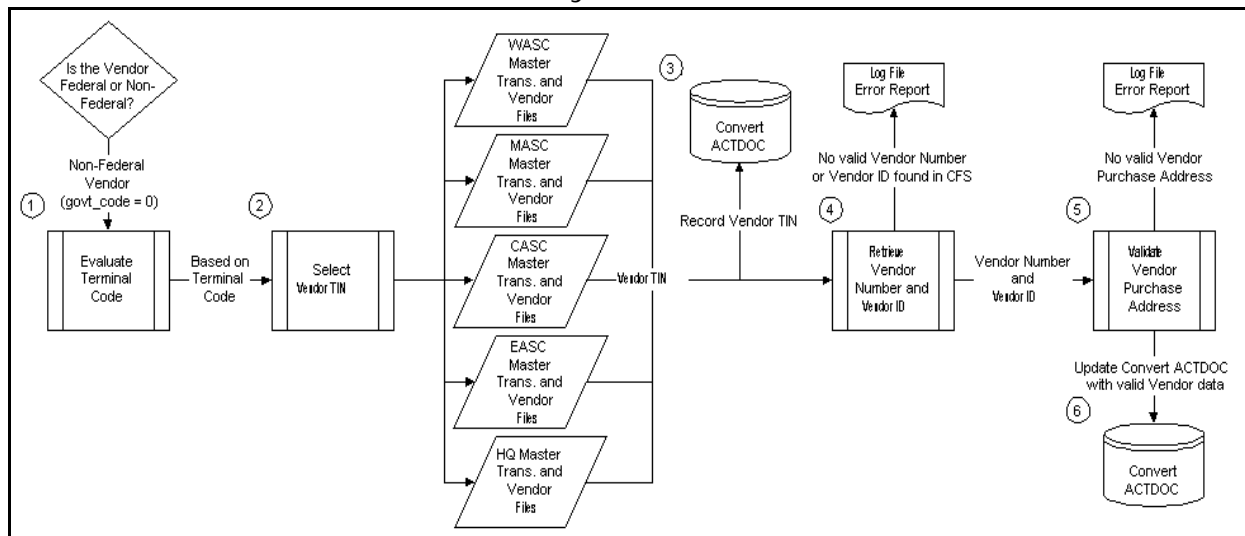 Is the Vendor
Federal or Non-
Federal?
Non-Federal
Vendor
(govt_code = 0)
1
Evaluate
Terminal
Code
Based on
Terminal
Code
2
Select
Vendor TIN
WASC
Master
Trans. and
Vendor
Files
MASC
Master
Trans. and
Vendor
Files
CASC
Master
Trans. and
Vendor
Files
EASC
Master
Trans. and
Vendor
Files
HQ Master
Trans. and
Vendor
Files
Vendor TIN
3
Convert
ACTDOC
Record Vendor TIN
Log File
Error Report
No valid Vendor Number
or Vendor ID found in CFS
4
Retrieve
Vendor
Number and
Vendor ID
Vendor Number
and
Vendor ID
Log File
Error Report
No valid Vendor
Purchase Address
5
Validate
Vendor
Purchase
Address
Update Convert ACTDOC
with valid Vendor data
6
Convert
ACTDOC